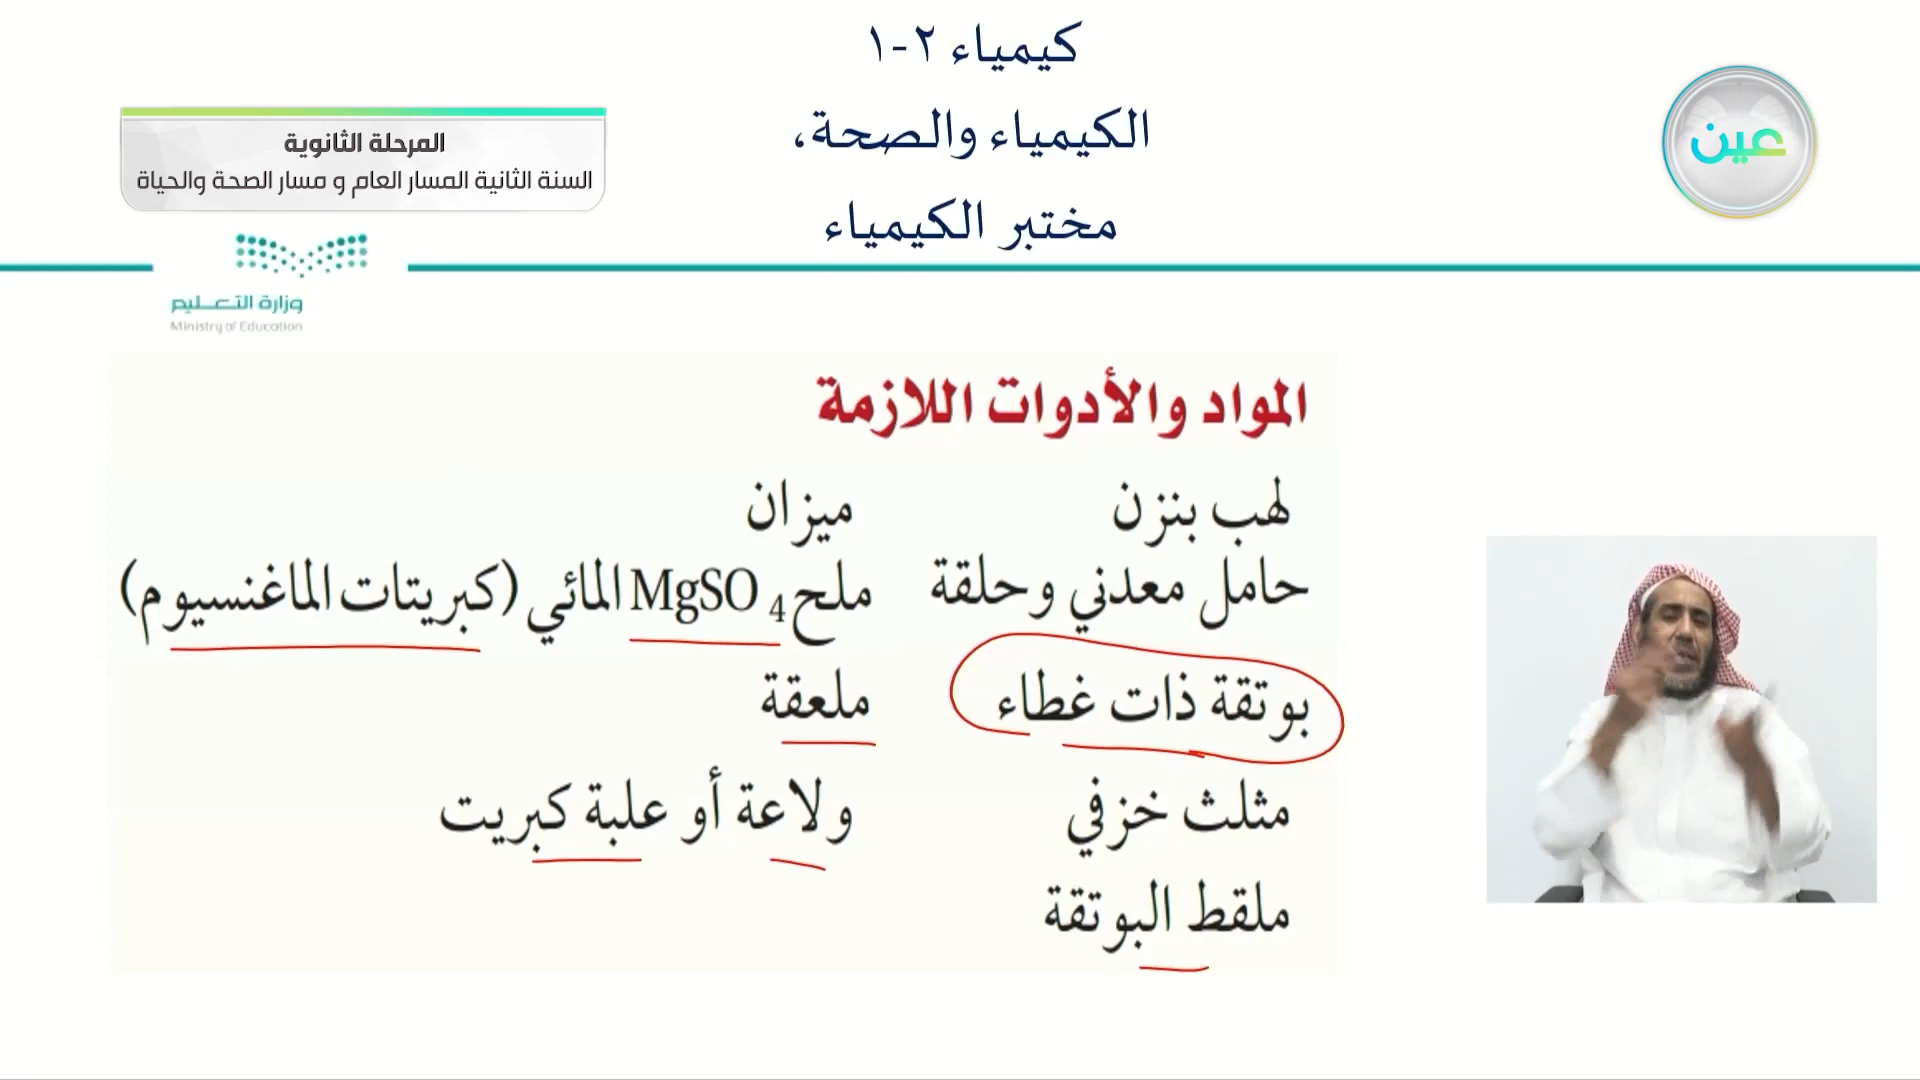 كيمياء ٢-١
الكيمياء والصحة،
مختبر الكيمياء
عين
المرحلة الثانوية
السنة الثانية المسار العام و مسار الصحة والحياة
وزارة التعليم
Ministry of Education
المواد والأدوات اللازمة
لهب بنزن
ميزان
حامل معدني وحلقة
ملح MgSO4 المائي (كبريتات الماغنسيوم)
بوتقة ذات غطاء
ملعقة
مثلث خزفي
ولاعة أو علبة كبريت
ملقط البوتقة